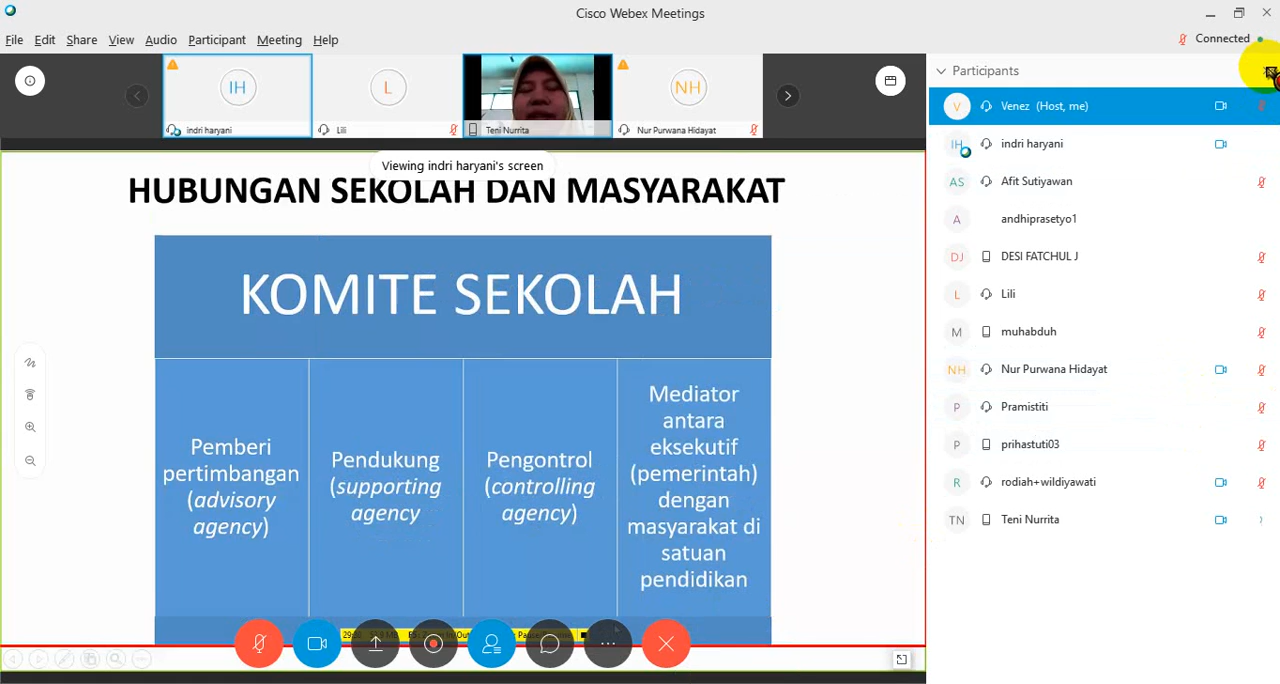 Cisco Webex Meetings
File Edit Share View Audio Participant Meeting Help
Connected
IH
indri haryani
L
Lili
Teni Nurrita
NH
Nur Purwana Hidayat
Viewing indri haryani's screen
HUBUNGAN SEKOLAH DAN MASYARAKAT
KOMITE SEKOLAH
Pemberi
pertimbangan
(advisory
agency)
Pendukung
(supporting
agency
Pengontrol
(controlling
agency)
Mediator
antara
eksekutif
(pemerintah)
dengan
masyarakat di
satuan
pendidikan
Participants
V Venez (Host, me)
IH indri haryani
AS Afit Sutiyawan
A andhiprasetyo1
DJ DESI FATCHUL J
L Lili
M muhabduh
NH Nur Purwana Hidayat
P Pramistiti
P prihastuti03
R rodiah+wildiyawati
TN Teni Nurrita